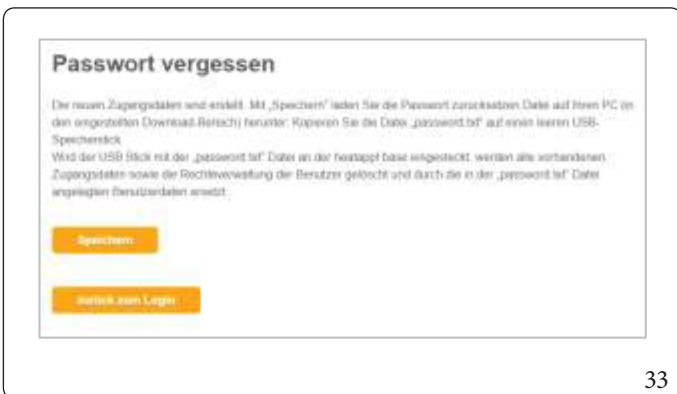 Passwort vergessen
Die neuen Zugangsdaten sind erstellt. Mit „Speichern" laden Sie die Passwort zurücksetzen Datei auf Ihren PC (in
den eingestellten Download-Bereich) herunter. Kopieren Sie die Datei „password.txt" auf einen leeren USB-
Speicherstick.
Wird der USB Stick mit der „password.txt" Datei an der heatapp! base eingesteckt, werden alle vorhandenen
Zugangsdaten sowie die Rechteverwaltung der Benutzer gelöscht und durch die in der „password.txt" Datei
angelegten Benutzerdaten ersetzt.
Speichern
zurück zum Login
33